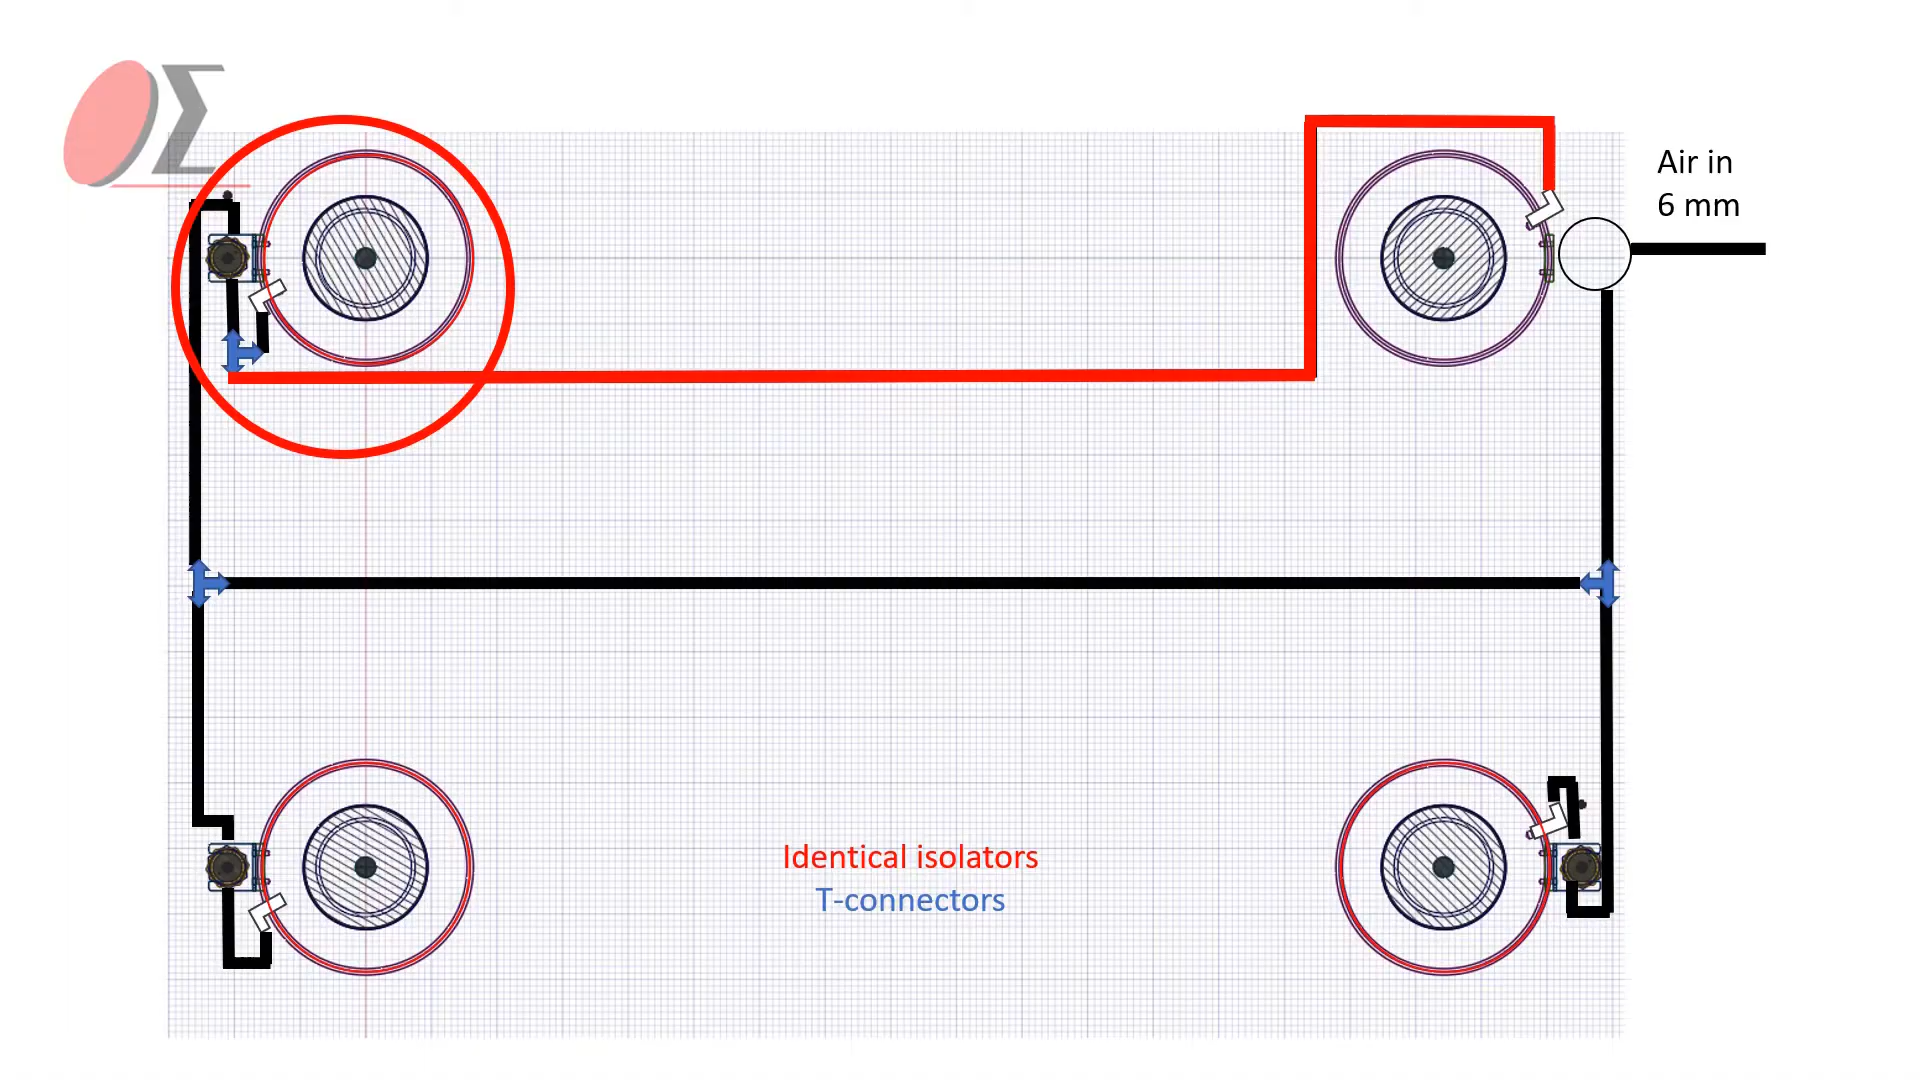 Air in
6 mm
Identical isolators
T-connectors